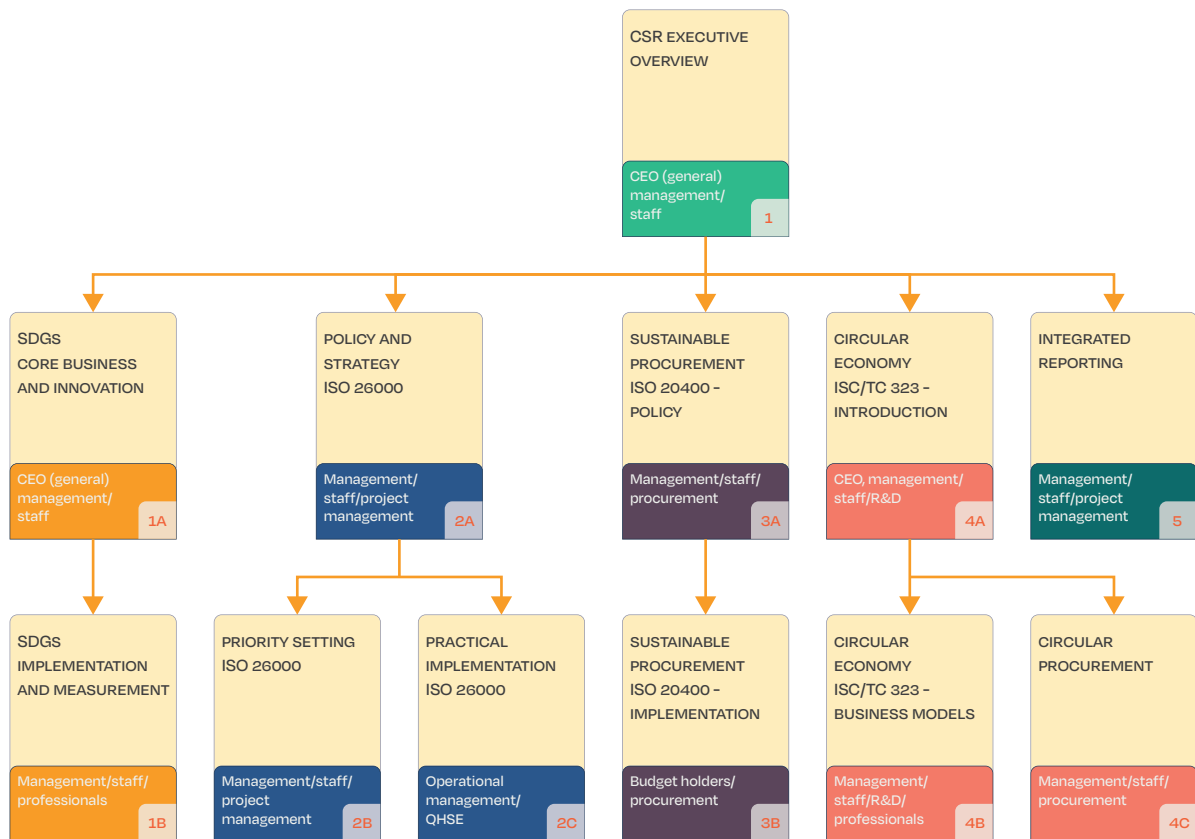 CSR EXECUTIVE
OVERVIEW
CEO (general)
management/
staff
1
SDGS
CORE BUSINESS
AND INNOVATION
CEO (general)
management/
staff
1A
POLICY AND
STRATEGY
ISO 26000
Management/
staff/project
management
2A
SUSTAINABLE
PROCUREMENT
ISO 20400 –
POLICY
Management/staff/
procurement
3A
CIRCULAR
ECONOMY
ISC/TC 323 –
INTRODUCTION
CEO, management/
staff/R&D
4A
INTEGRATED
REPORTING
Management/
staff/project
management
5
SDGS
IMPLEMENTATION
AND MEASUREMENT
Management/staff/
professionals
1B
PRIORITY SETTING
ISO 26000
Management/staff/
project
management
2B
PRACTICAL
IMPLEMENTATION
ISO 26000
Operational
management/
QHSE
2C
SUSTAINABLE
PROCUREMENT
ISO 20400 –
IMPLEMENTATION
Budget holders/
procurement
3B
CIRCULAR
ECONOMY
ISC/TC 323 –
BUSINESS MODELS
Management/
staff/R&D/
professionals
4B
CIRCULAR
PROCUREMENT
Management/staff/
procurement
4C